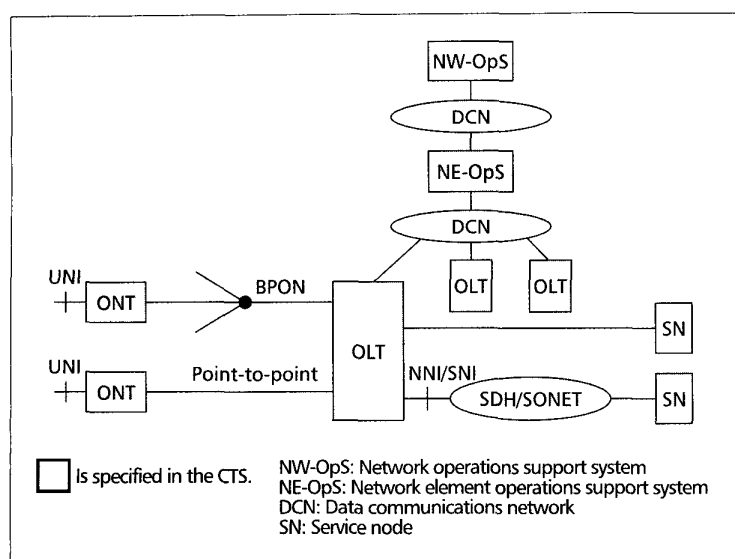 NW-OpS
DCN
NE-OpS
DCN
UNI
BPON
ONT
OLT
OLT
OLT
SN
UNI
Point-to-point
NNI/SNI
ONT
SDH/SONET
SN
Is specified in the CTS.
NW-OpS: Network operations support system
NE-OpS: Network element operations support system
DCN: Data communications network
SN: Service node